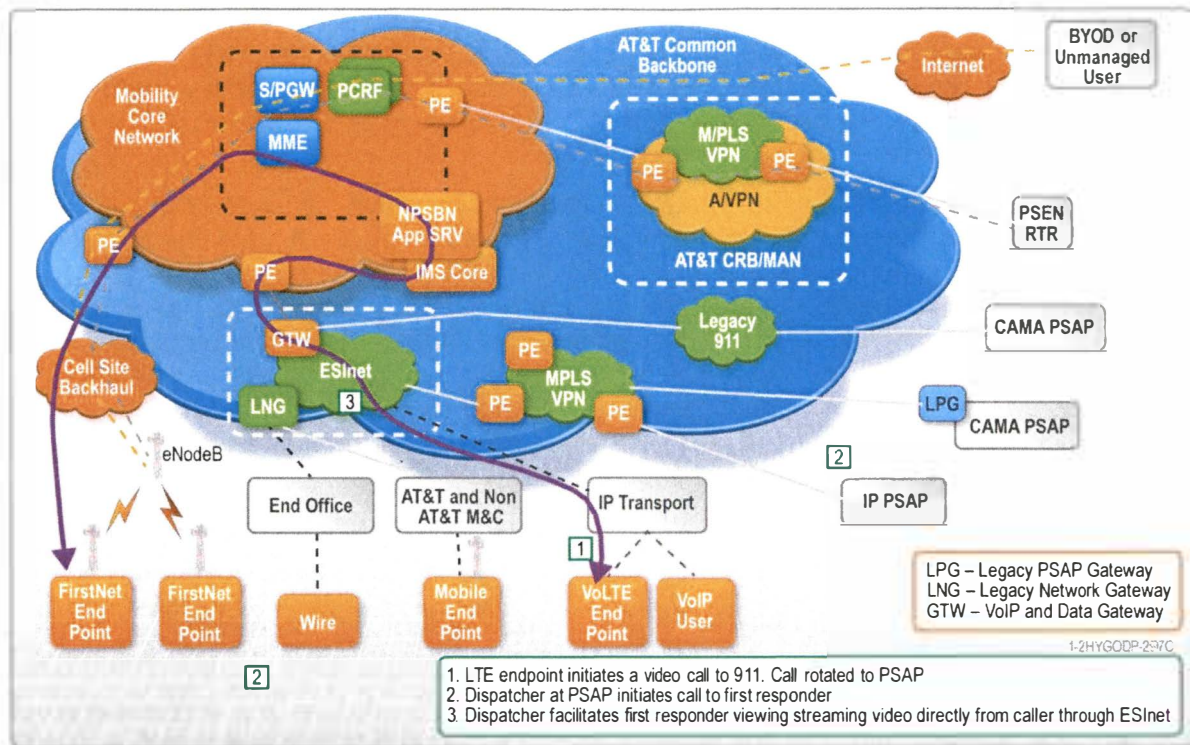 AT&T Common
Backbone
BYOD or
Unmanaged
User
Internet
Mobility
Core
Network
S/PGW
PCRF
PE
MME
M/PLS
VPN
PE
PE
A/VPN
AT&T CRB/MAN
PSEN
RTR
NPSBN
App SRV
IMS Core
PE
PE
Legacy
911
CAMA PSAP
GTW
ESInet
3
LNG
PE
MPLS
VPN
PE
PE
LPG
CAMA PSAP
Cell Site
Backhaul
eNodeB
2
End Office
AT&T and Non
AT&T M&C
IP Transport
IP PSAP
1
FirstNet
End
Point
FirstNet
End
Point
Wire
Mobile
End
Point
VoLTE
End
Point
VoIP
User
LPG – Legacy PSAP Gateway
LNG – Legacy Network Gateway
GTW – VoIP and Data Gateway
1-2HYGODP-297C
2
1. LTE endpoint initiates a video call to 911. Call rotated to PSAP
2. Dispatcher at PSAP initiates call to first responder
3. Dispatcher facilitates first responder viewing streaming video directly from caller through ESInet